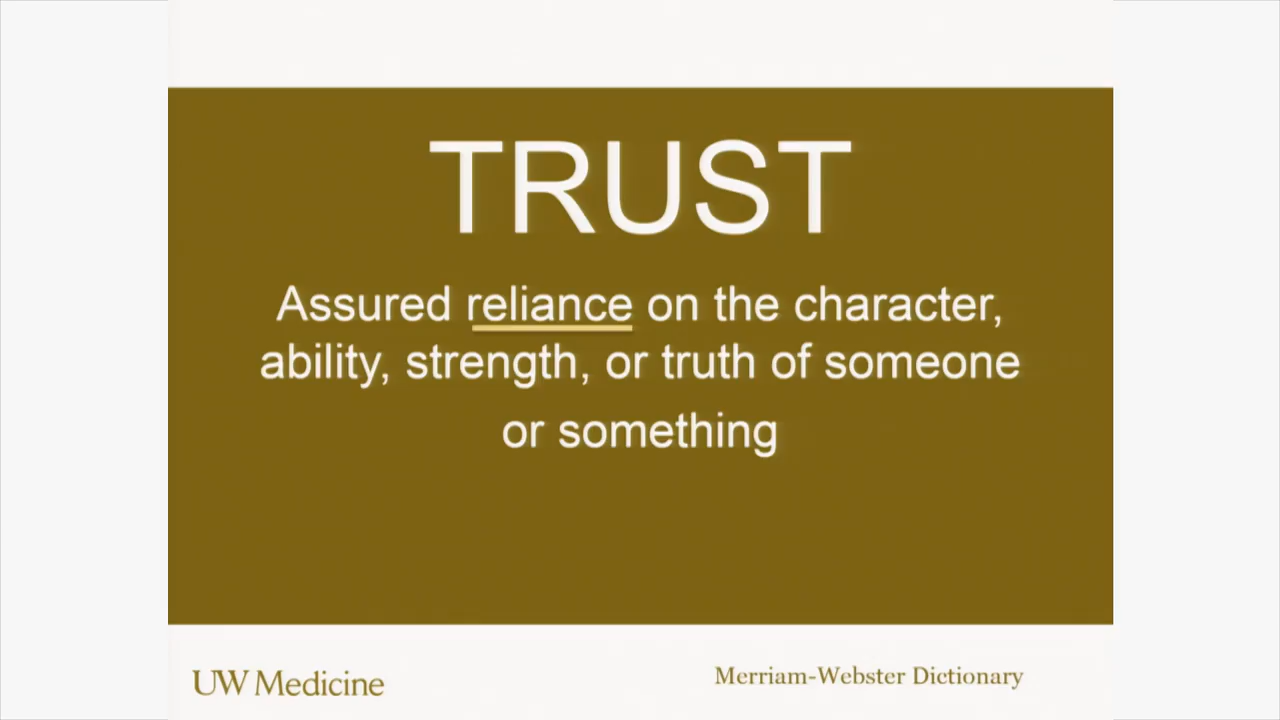 TRUST
Assured reliance on the character,
ability, strength, or truth of someone
or something
UW Medicine
Merriam-Webster Dictionary